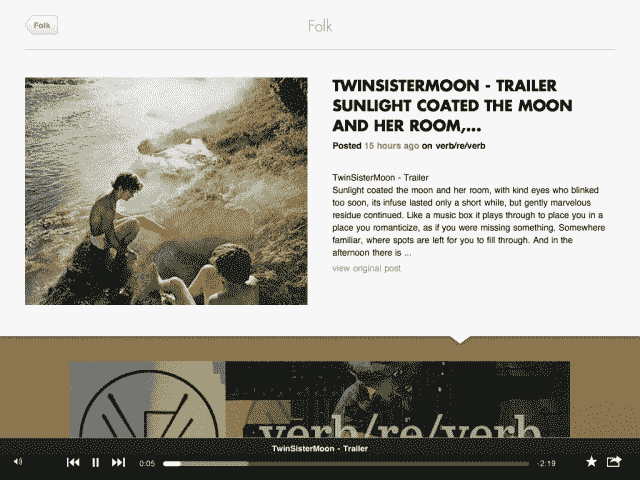 Folk
Folk
TWINSISTERMOON - TRAILER
SUNLIGHT COATED THE MOON
AND HER ROOM,...
Posted 15 hours ago on verb/re/verb
TwinSisterMoon - Trailer
Sunlight coated the moon and her room, with kind eyes who blinked
too soon, its infuse lasted only a short while, but gently marvelous
residue continued. Like a music box it plays through to place you in a
place you romanticize, as if you were missing something. Somewhere
familiar, where spots are left for you to fill through. And in the
afternoon there is ...
view original post
verb/re/verb
TwinSisterMoon - Trailer
0:05
-2:19